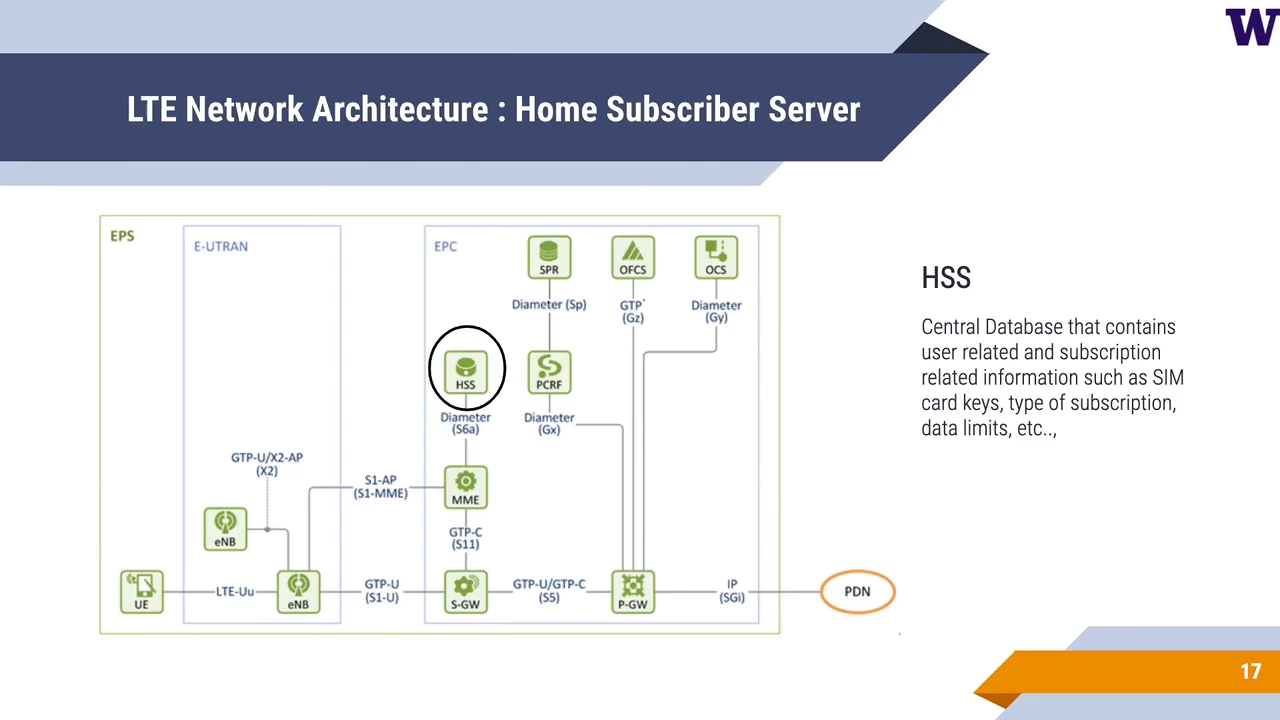 W
LTE Network Architecture : Home Subscriber Server
EPS
E-UTRAN
EPC
SPR
OFCS
OCS
Diameter (Sp)
GTP'
(Gz)
Diameter
(Gy)
HSS
PCRF
Diameter
(S6a)
Diameter
(Gx)
GTP-U/X2-AP
(X2)
S1-AP
(S1-MME)
MME
eNB
GTP-C
(S11)
UE
LTE-Uu
eNB
GTP-U
(S1-U)
S-GW
GTP-U/GTP-C
(S5)
P-GW
IP
(SGi)
PDN
HSS
Central Database that contains
user related and subscription
related information such as SIM
card keys, type of subscription,
data limits, etc..,
17